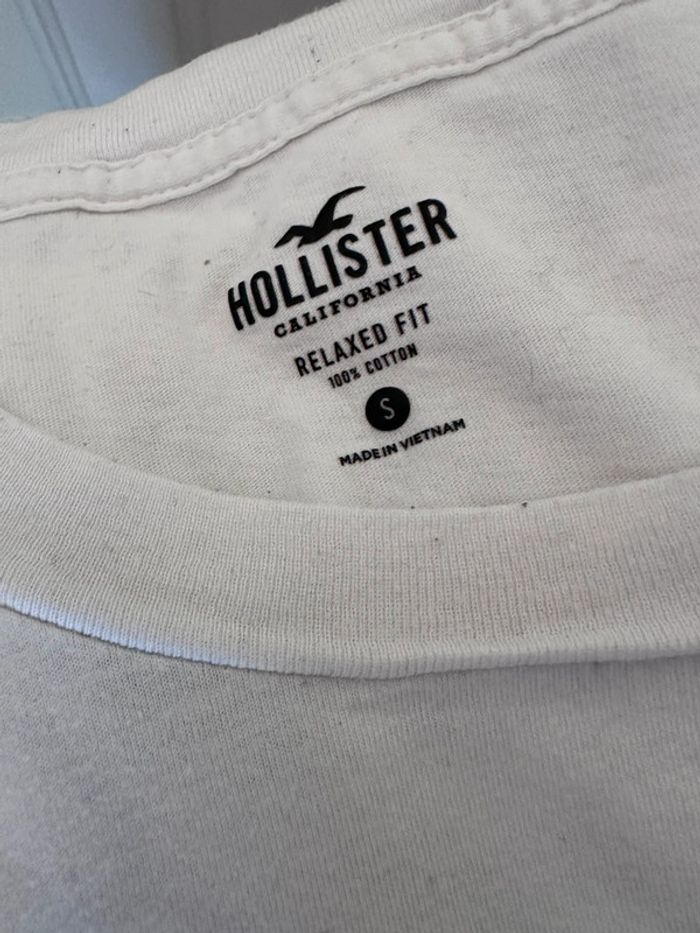 HOLLISTER
CALIFORNIA
RELAXED FIT
100% COTTON
S
MADE IN VIETNAM